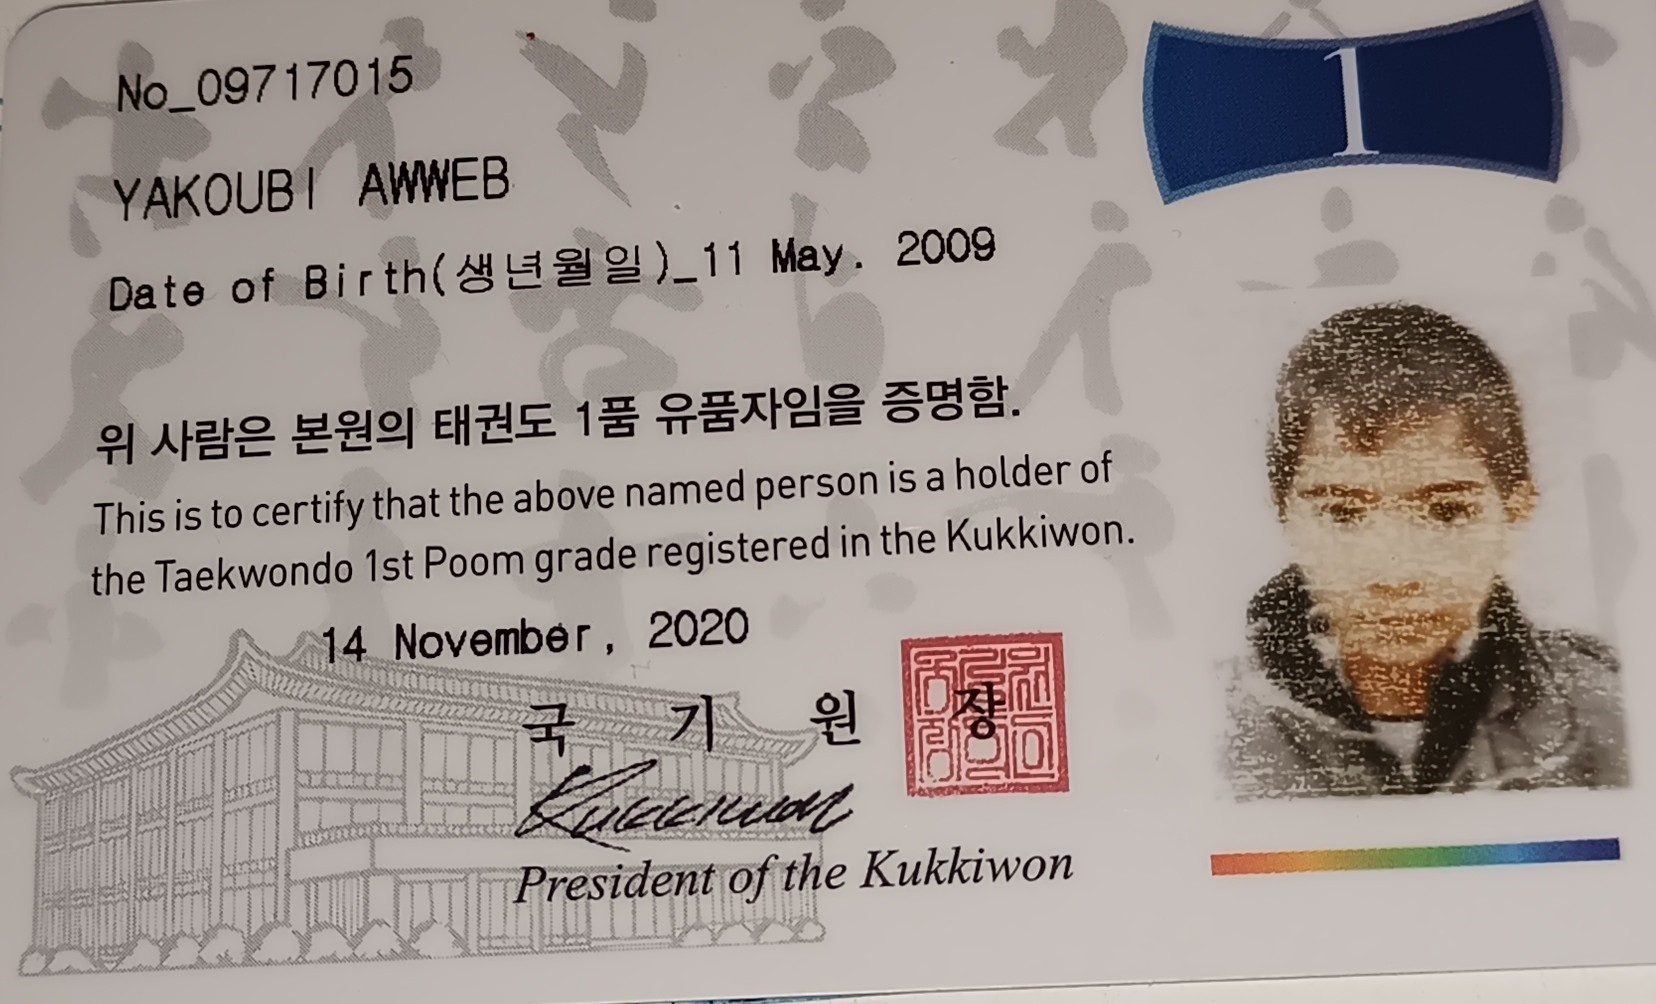 1
No_09717015
YAKOUBI AWWEB
Date of Birth(생년월일)_11 May. 2009
위 사람은 본원의 태권도 1품 유품자임을 증명함.
This is to certify that the above named person is a holder of
the Taekwondo 1st Poom grade registered in the Kukkiwon.
14 November, 2020
국 기 원 장
Kukkiwon
President of the Kukkiwon